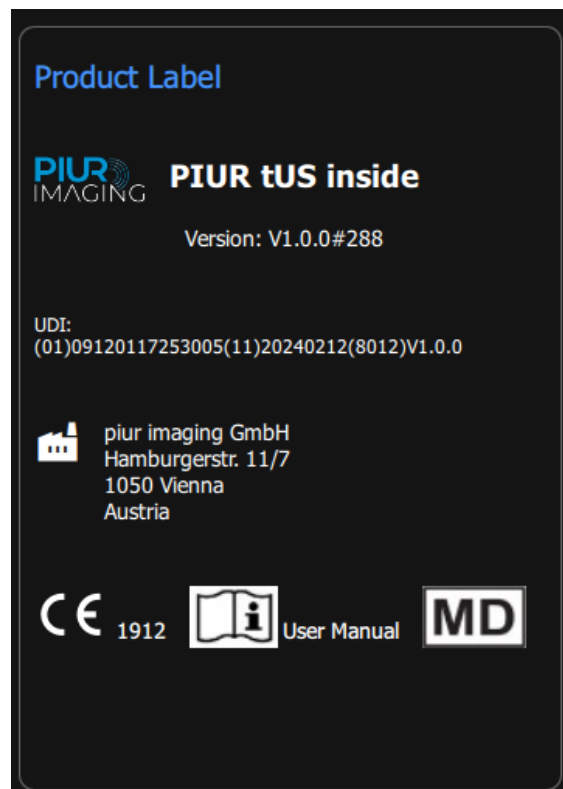 Product Label
PIUR
IMAGING
PIUR tUS inside
Version: V1.0.0#288
UDI:
(01)09120117253005(11)20240212(8012)V1.0.0
piur imaging GmbH
Hamburgerstr. 11/7
1050 Vienna
Austria
CE 1912 i User Manual MD